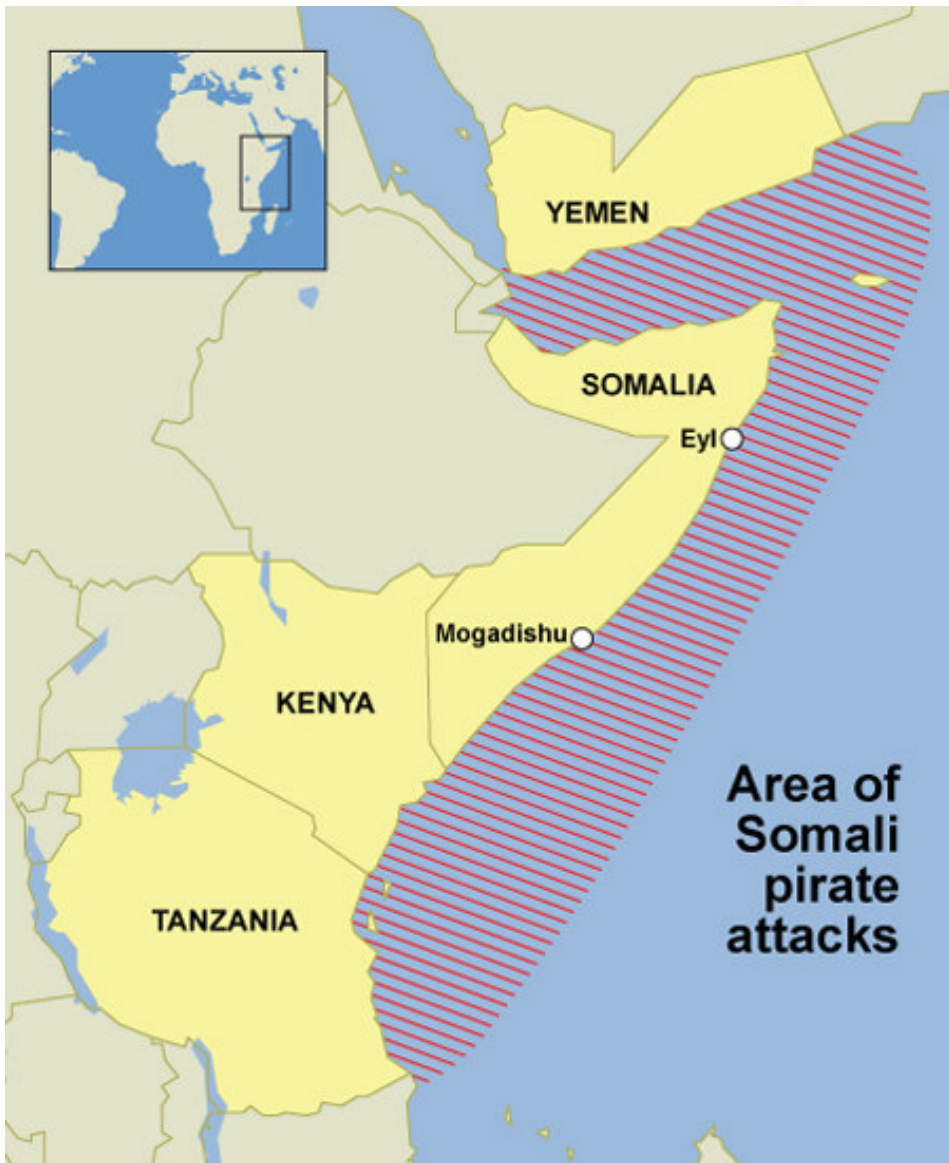 YEMEN
SOMALIA
Eyl
Mogadishu
KENYA
TANZANIA
Area of
Somali
pirate
attacks